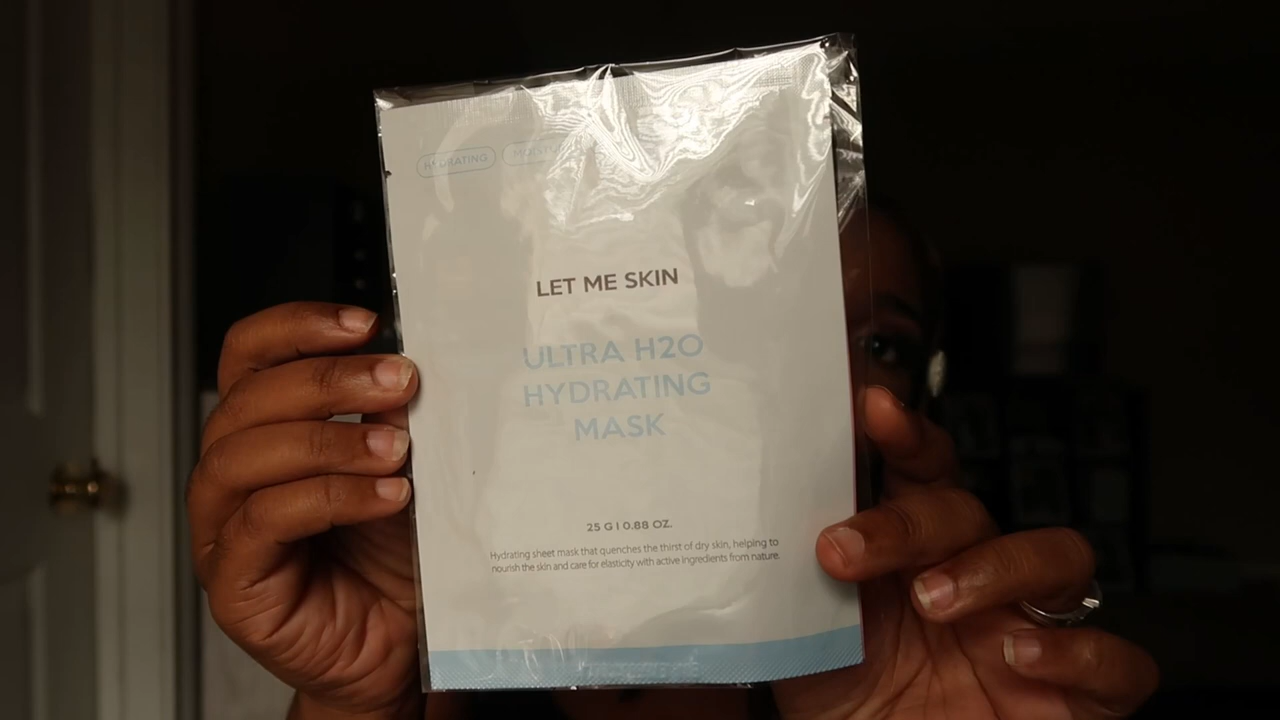 HYDRATING
LET ME SKIN
ULTRA H2O
HYDRATING
MASK
25 G I 0.88 OZ.
Hydrating sheet mask that quenches the thirst of dry skin, helping to
nourish the skin and care for elasticity with active ingredients from nature.